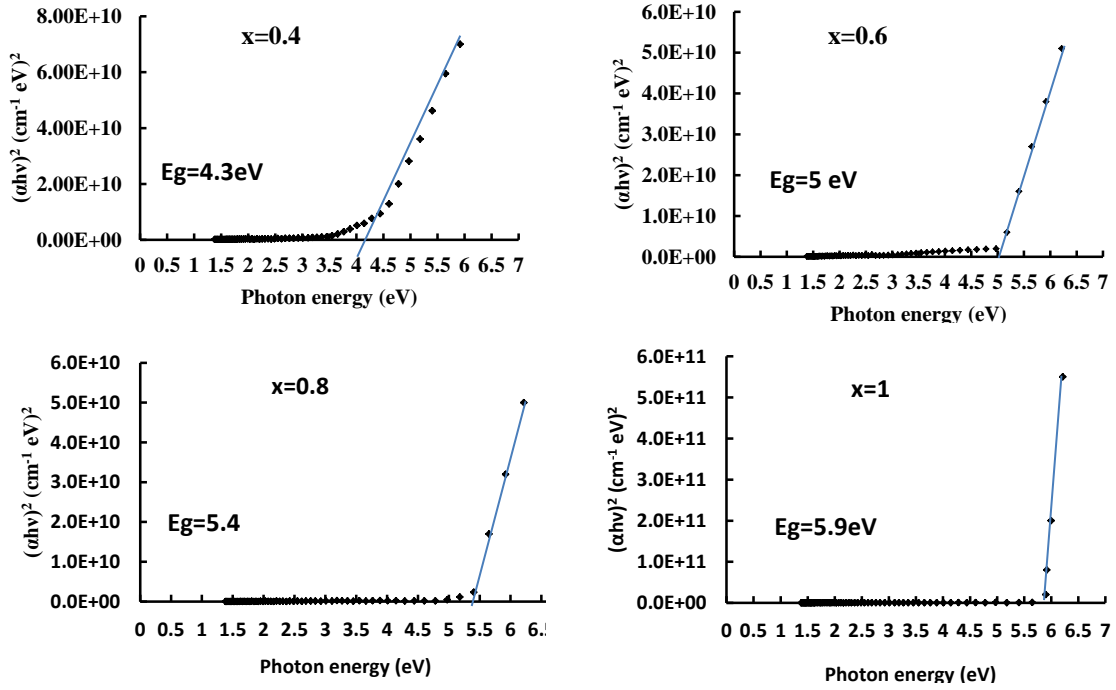 8.00E+10
x=0.4
6.00E+10
(αhν)² (cm⁻¹ eV)²
4.00E+10
Eg=4.3eV
2.00E+10
0.00E+00
0 0.5 1 1.5 2 2.5 3 3.5 4 4.5 5 5.5 6 6.5 7
Photon energy (eV)
6.0E+10
x=0.6
5.0E+10
(αhν)² (cm⁻¹ eV)²
4.0E+10
3.0E+10
Eg=5 eV
2.0E+10
1.0E+10
0.0E+00
0 0.5 1 1.5 2 2.5 3 3.5 4 4.5 5 5.5 6 6.5 7
Photon energy (eV)
6.0E+10
x=0.8
5.0E+10
(αhν)² (cm⁻¹ eV)²
4.0E+10
3.0E+10
Eg=5.4
2.0E+10
1.0E+10
0.0E+00
0 0.5 1 1.5 2 2.5 3 3.5 4 4.5 5 5.5 6 6.5
Photon energy (eV)
6.0E+11
x=1
5.0E+11
(αhν)² (cm⁻¹ eV)²
4.0E+11
3.0E+11
Eg=5.9eV
2.0E+11
1.0E+11
0.0E+00
0 0.5 1 1.5 2 2.5 3 3.5 4 4.5 5 5.5 6 6.5 7
Photon energy (eV)